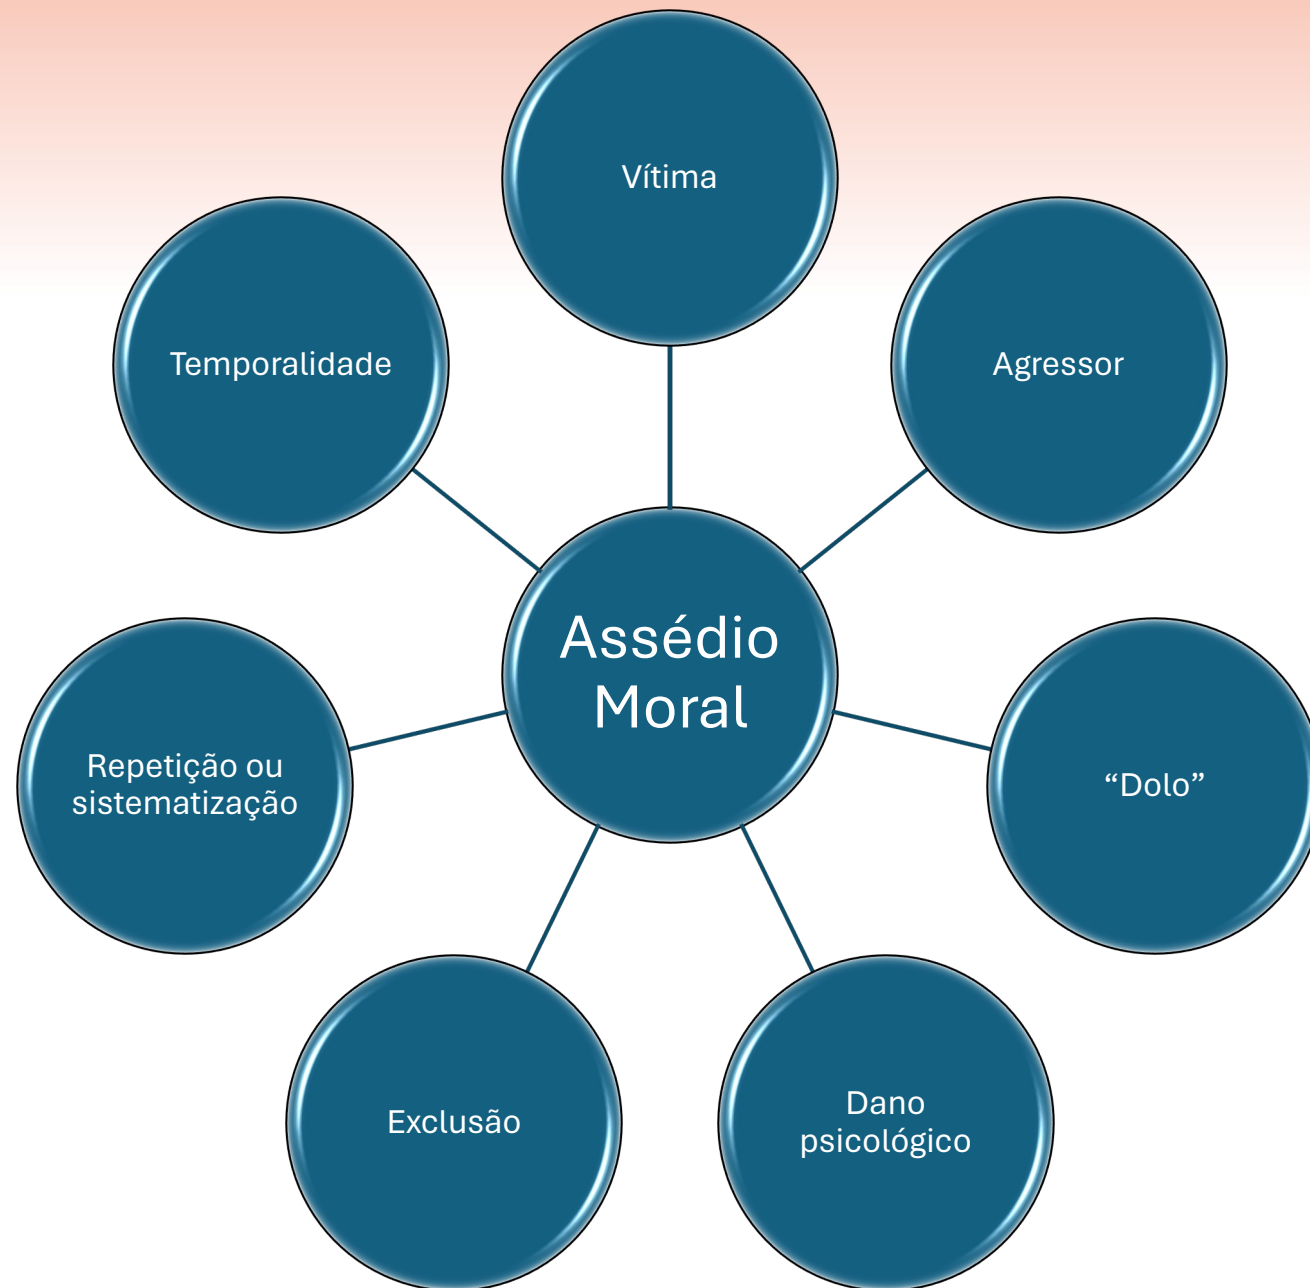 Vítima
Temporalidade
Agressor
Assédio
Moral
Repetição ou
sistematização
“Dolo”
Exclusão
Dano
psicológico